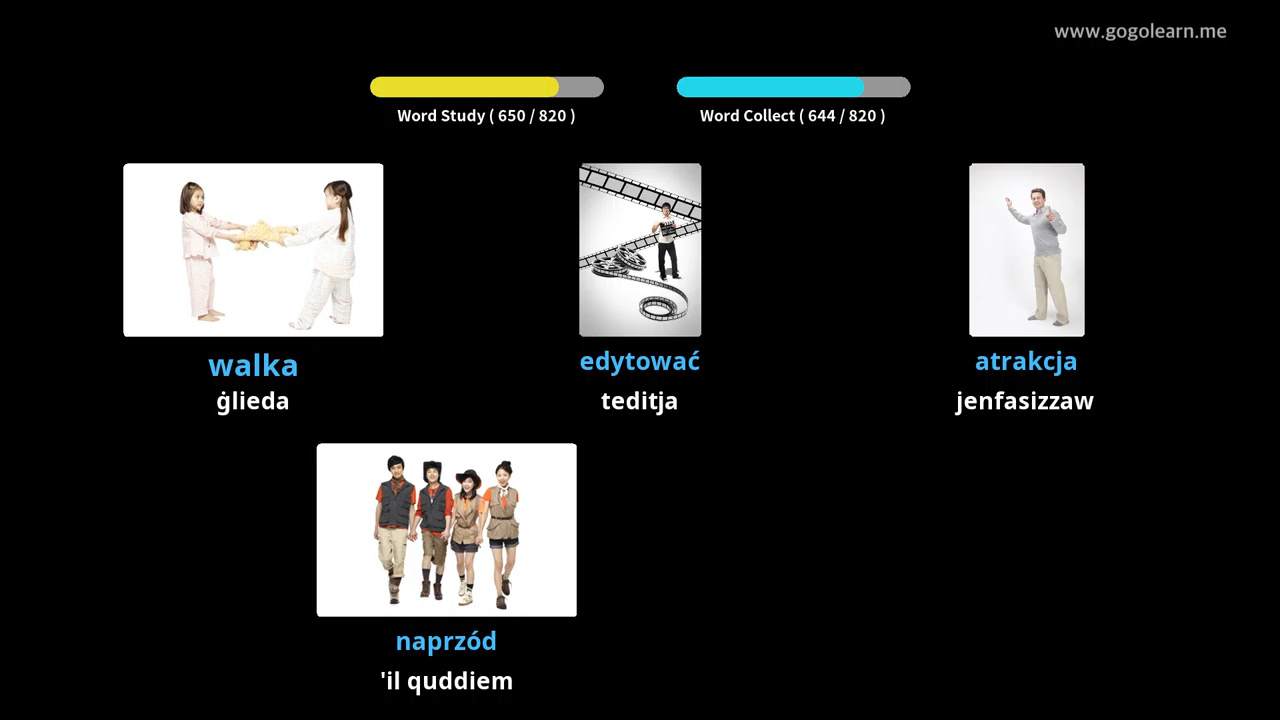 www.gogolearn.me
Word Study ( 650 / 820 )
Word Collect ( 644 / 820 )
walka
edytować
atrakcja
ġlieda
teditja
jenfasizzaw
naprzód
'il quddiem